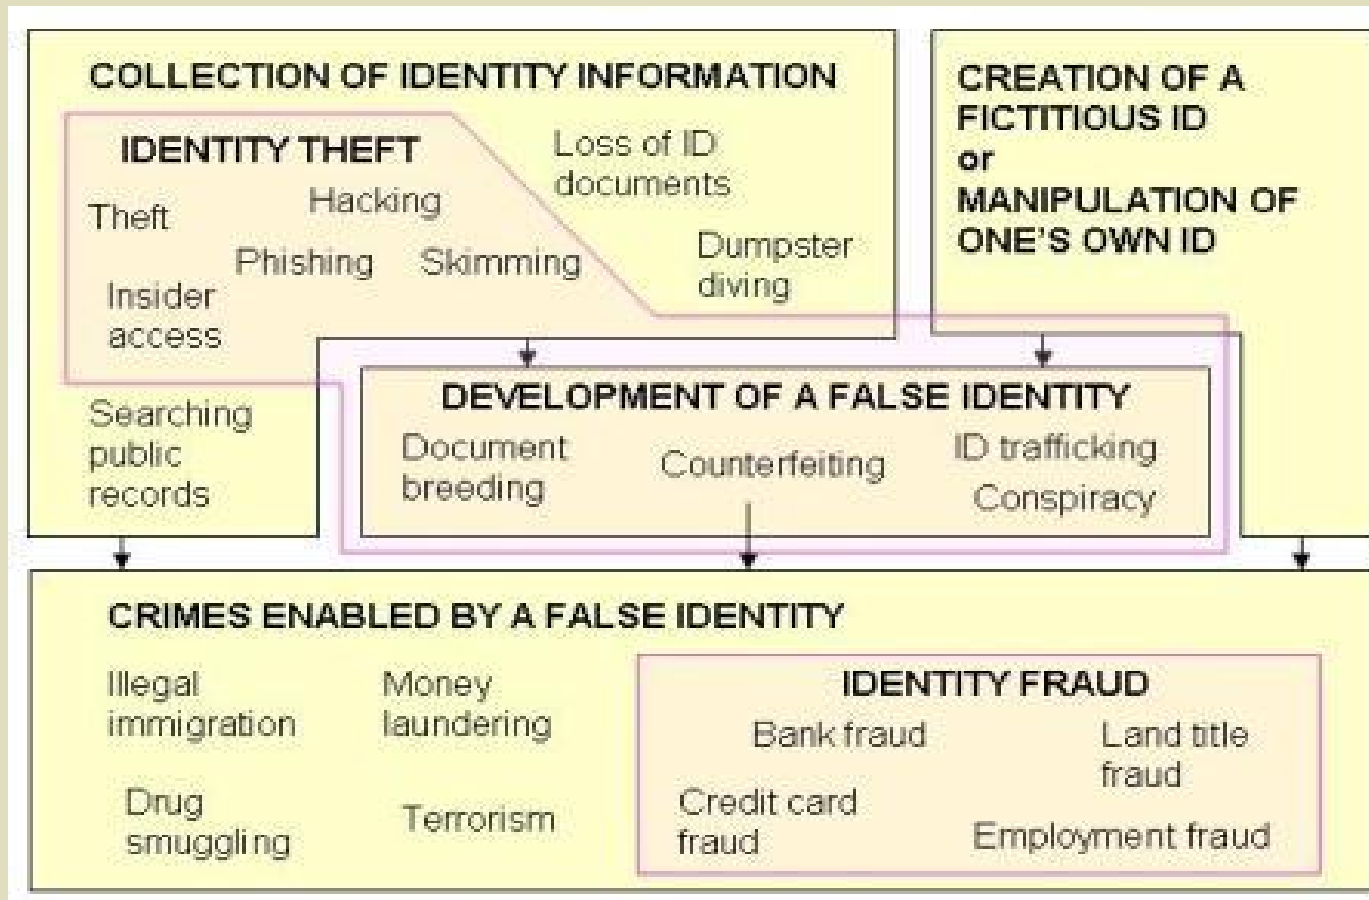 COLLECTION OF IDENTITY INFORMATION
IDENTITY THEFT
Theft
Hacking
Phishing
Skimming
Insider
access
Loss of ID
documents
Dumpster
diving
Searching
public
records
CREATION OF A
FICTITIOUS ID
or
MANIPULATION OF
ONE'S OWN ID
DEVELOPMENT OF A FALSE IDENTITY
Document
breeding
Counterfeiting
ID trafficking
Conspiracy
CRIMES ENABLED BY A FALSE IDENTITY
Illegal
immigration
Money
laundering
Drug
smuggling
Terrorism
IDENTITY FRAUD
Bank fraud
Land title
fraud
Credit card
fraud
Employment fraud